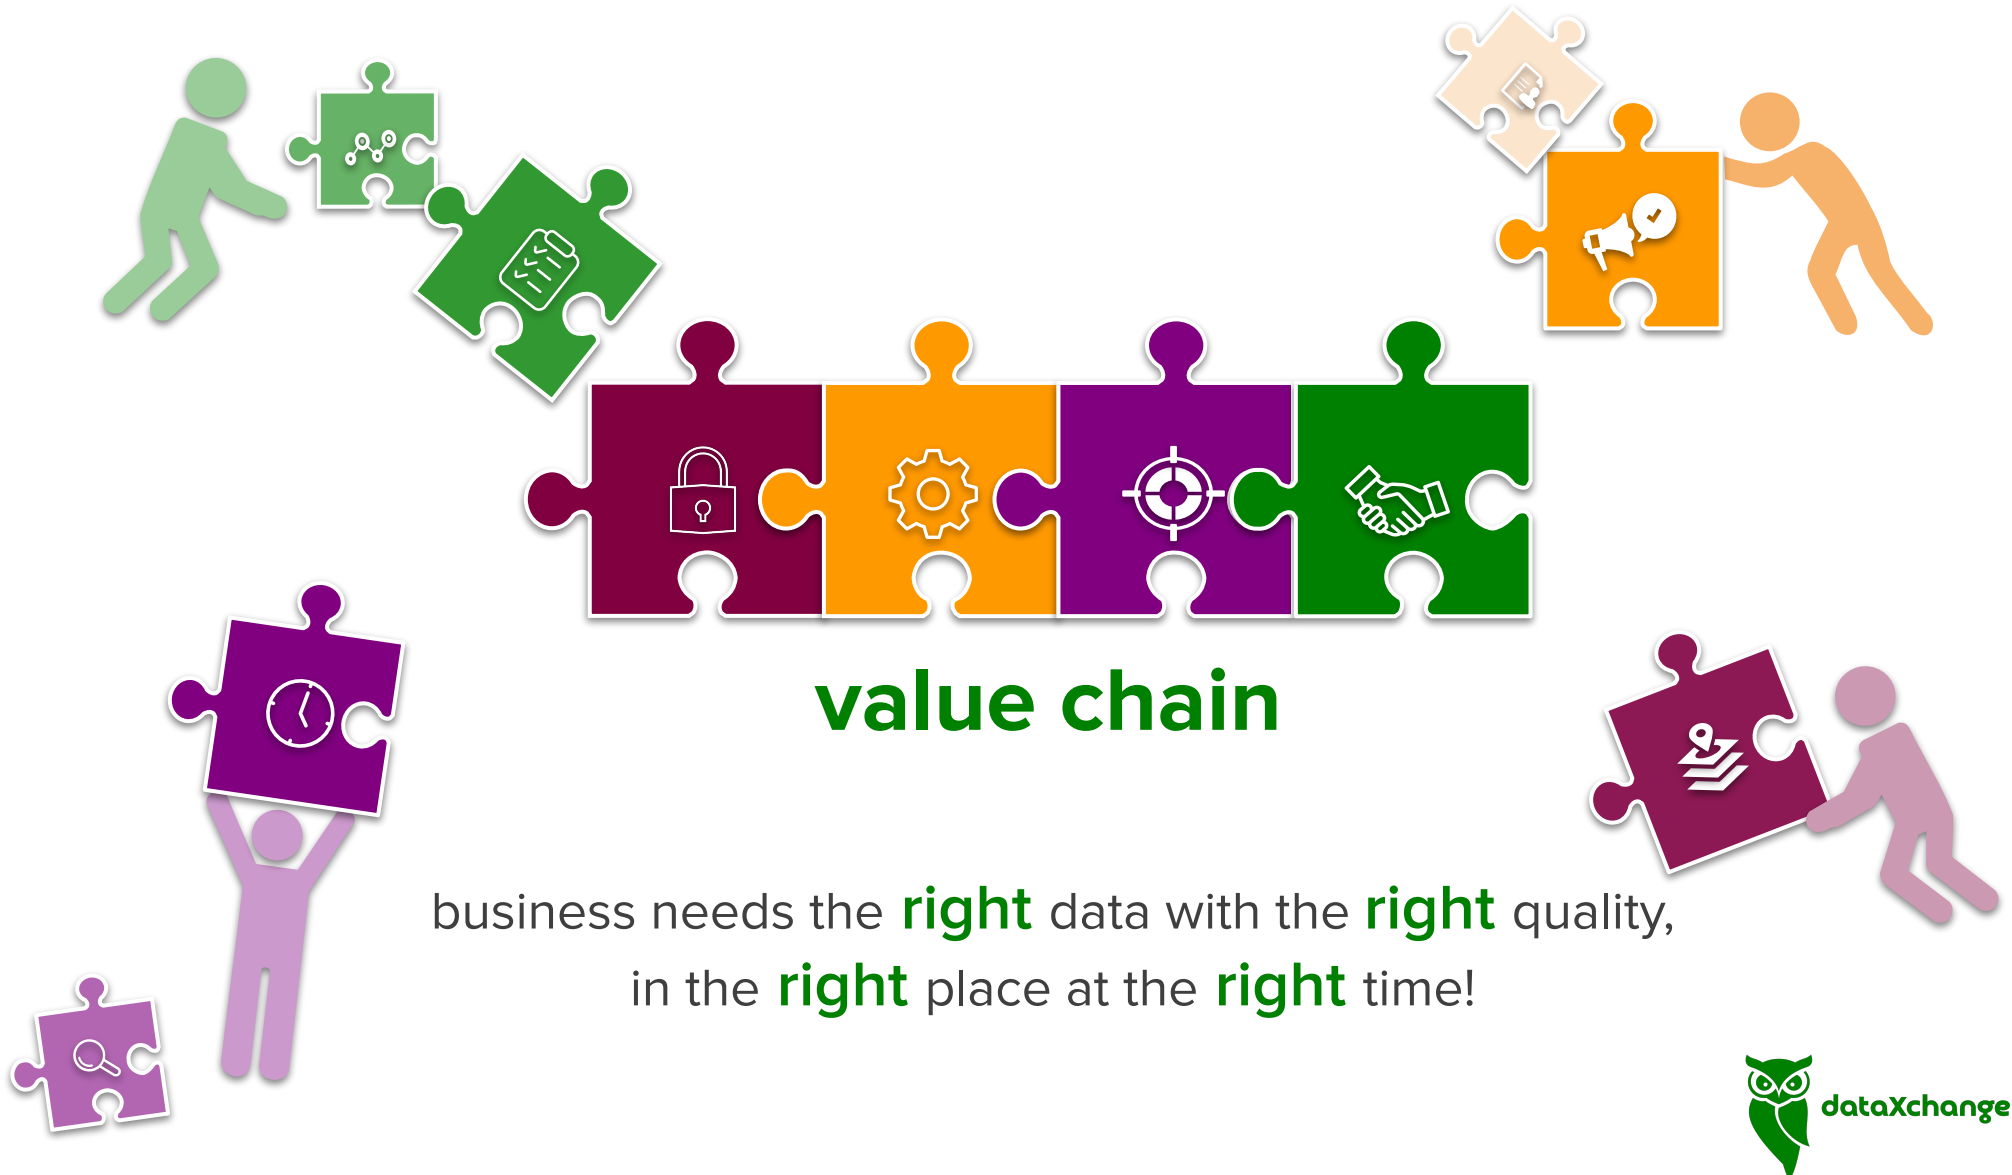 value chain
business needs the right data with the right quality,
in the right place at the right time!
dataXchange